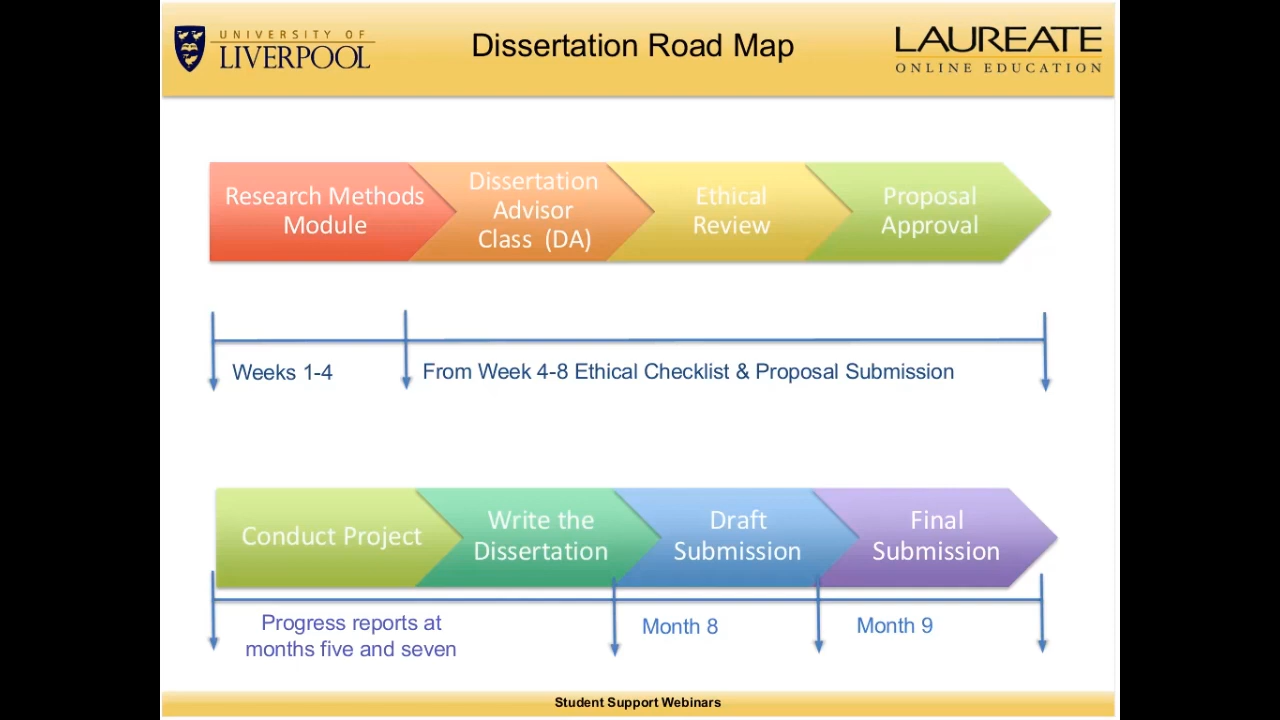 UNIVERSITY OF
LIVERPOOL
Dissertation Road Map
LAUREATE
ONLINE EDUCATION
Research Methods
Module
Dissertation
Advisor
Class (DA)
Ethical
Review
Proposal
Approval
Weeks 1-4
From Week 4-8 Ethical Checklist & Proposal Submission
Conduct Project
Write the
Dissertation
Draft
Submission
Final
Submission
Progress reports at
months five and seven
Month 8
Month 9
Student Support Webinars